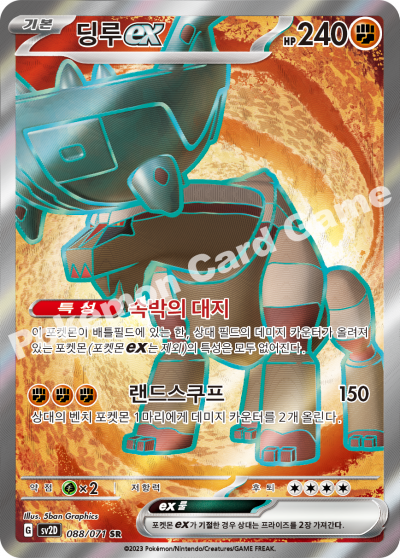 기본 딩루ex HP 240
특성 속박의 대지
이 포켓몬이 배틀필드에 있는 한, 상대 필드의 데미지 카운터가 올려져
있는 포켓몬 (포켓몬 ex는 제외)의 특성은 모두 없어진다.
랜드스쿠프 150
상대의 벤치 포켓몬 1마리에게 데미지 카운터를 2개 올린다.
약점 ×2 저항력 후퇴
Illus. 5ban Graphics
ex 룰
G sv2D 088/071 SR
포켓몬 ex가 기절한 경우 상대는 프라이즈를 2장 가져간다.
©2023 Pokémon/Nintendo/Creatures/GAME FREAK.
Pokémon Card Game